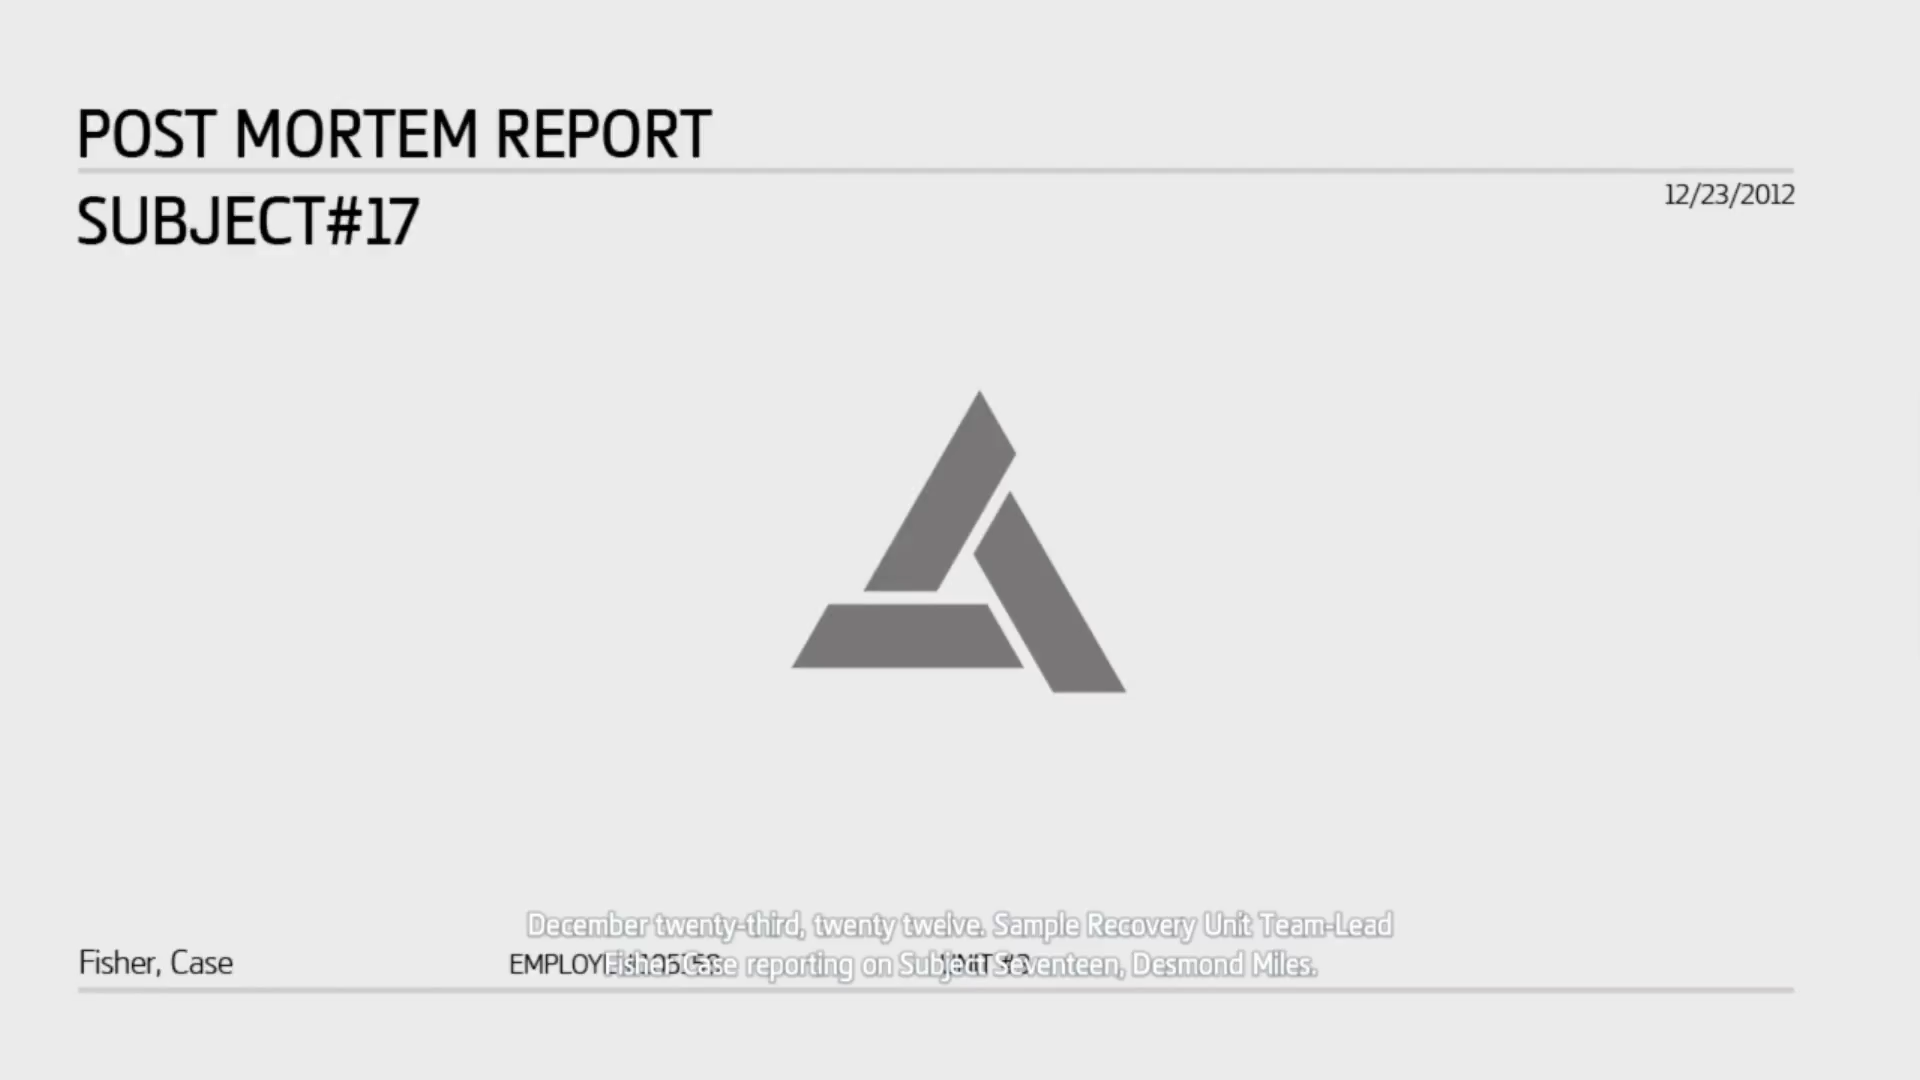 POST MORTEM REPORT
12/23/2012
SUBJECT#17
December twenty-third, twenty twelve. Sample Recovery Unit Team-Lead
Fisher Case reporting on Subject Seventeen, Desmond Miles.
Fisher, Case
UNIT